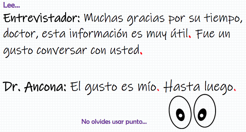 Lee...
Entrevistador: Muchas gracias por su tiempo,
doctor, esta información es muy útil. Fue un
gusto conversar con usted.
Dr. Ancona: El gusto es mío. Hasta luego.
No olvides usar punto...